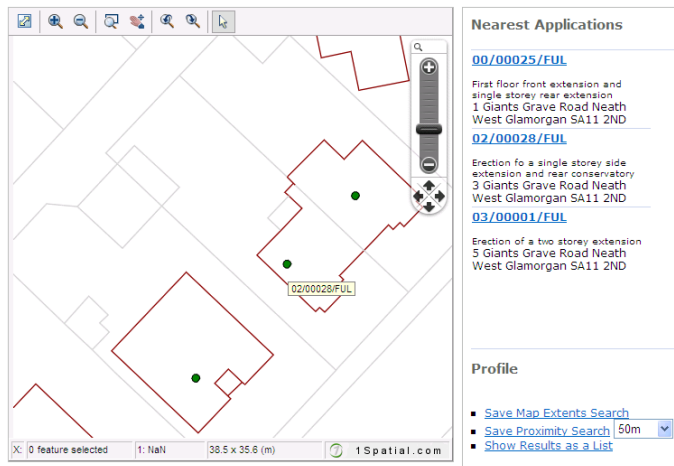 Nearest Applications
00/00025/FUL
First floor front extension and
single storey rear extension
1 Giants Grave Road Neath
West Glamorgan SA11 2ND
02/00028/FUL
Erection fo a single storey side
extension and rear conservatory
3 Giants Grave Road Neath
West Glamorgan SA11 2ND
03/00001/FUL
Erection of a two storey extension
5 Giants Grave Road Neath
West Glamorgan SA11 2ND
02/00028/FUL
Profile
Save Map Extents Search
Save Proximity Search 50m
Show Results as a List
X: 0 feature selected 1: NaN 38.5 x 35.6 (m) 1Spatial.com